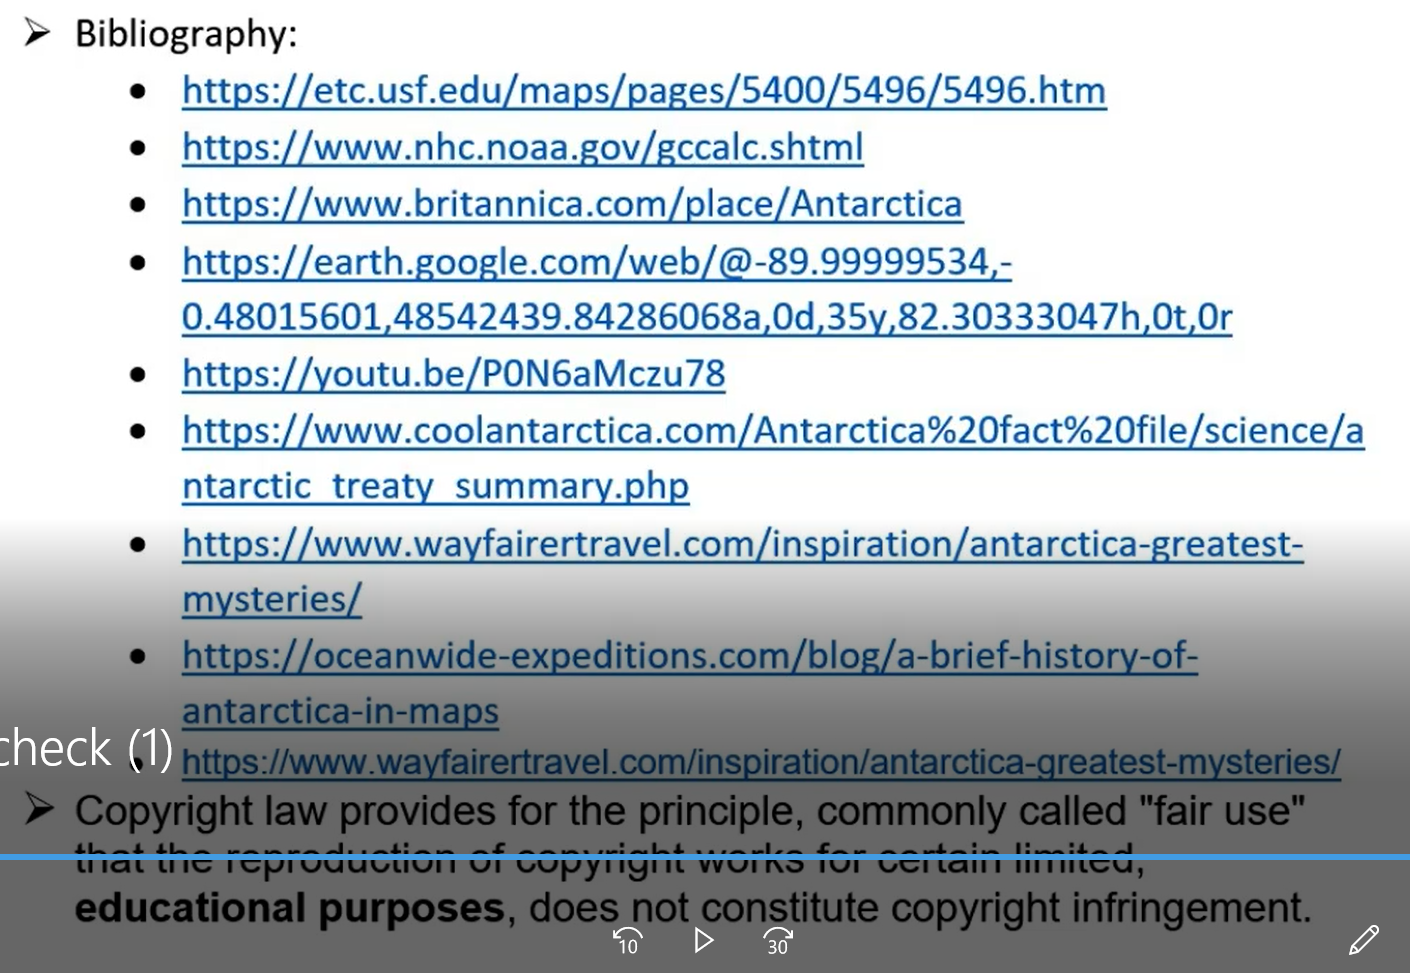 ➢ Bibliography:
• https://etc.usf.edu/maps/pages/5400/5496/5496.htm
• https://www.nhc.noaa.gov/gccalc.shtml
• https://www.britannica.com/place/Antarctica
• https://earth.google.com/web/@-89.99999534,-
0.48015601,48542439.84286068a,0d,35y,82.30333047h,0t,0r
• https://youtu.be/P0N6aMczu78
• https://www.coolantarctica.com/Antarctica%20fact%20file/science/a
ntarctic_treaty_summary.php
• https://www.wayfairertravel.com/inspiration/antarctica-greatest-
mysteries/
• https://oceanwide-expeditions.com/blog/a-brief-history-of-
antarctica-in-maps
check (1)
• https://www.wayfairertravel.com/inspiration/antarctica-greatest-mysteries/
➢ Copyright law provides for the principle, commonly called "fair use"
that the reproduction of copyright works for certain limited,
educational purposes, does not constitute copyright infringement.
10
30